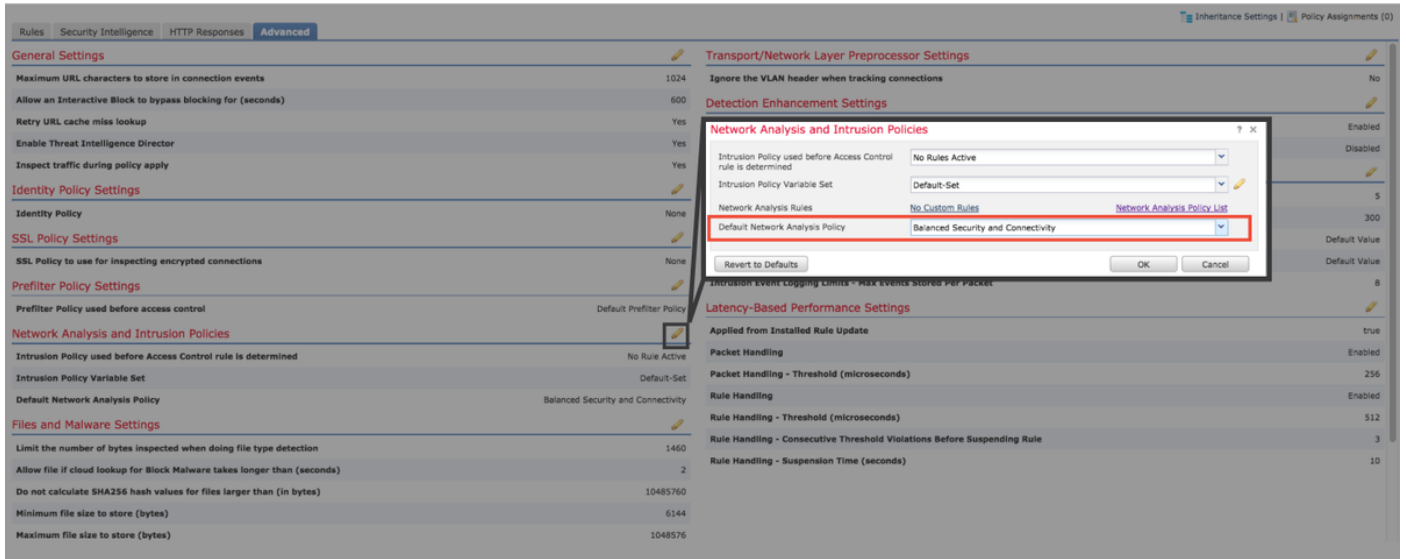 Inheritance Settings | Policy Assignments (0)
Rules Security Intelligence HTTP Responses Advanced
General Settings
Maximum URL characters to store in connection events 1024
Allow an Interactive Block to bypass blocking for (seconds) 600
Retry URL cache miss lookup Yes
Enable Threat Intelligence Director Yes
Inspect traffic during policy apply Yes
Identity Policy Settings
Identity Policy None
SSL Policy Settings
SSL Policy to use for inspecting encrypted connections None
Prefilter Policy Settings
Prefilter Policy used before access control Default Prefilter Policy
Network Analysis and Intrusion Policies
Intrusion Policy used before Access Control rule is determined No Rule Active
Intrusion Policy Variable Set Default-Set
Default Network Analysis Policy Balanced Security and Connectivity
Files and Malware Settings
Limit the number of bytes inspected when doing file type detection 1460
Allow file if cloud lookup for Block Malware takes longer than (seconds) 2
Do not calculate SHA256 hash values for files larger than (in bytes) 10485760
Minimum file size to store (bytes) 6144
Maximum file size to store (bytes) 1048576
Transport/Network Layer Preprocessor Settings
Ignore the VLAN header when tracking connections No
Detection Enhancement Settings
Enabled
Disabled
5
300
Default Value
Default Value
Network Analysis and Intrusion Policies ? ×
Intrusion Policy used before Access Control
rule is determined
No Rules Active
Intrusion Policy Variable Set Default-Set
Network Analysis Rules No Custom Rules Network Analysis Policy List
Default Network Analysis Policy Balanced Security and Connectivity
Revert to Defaults OK Cancel
Intrusion Event Logging Limits - Max Events Stored Per Packet 8
Latency-Based Performance Settings
Applied from Installed Rule Update true
Packet Handling Enabled
Packet Handling - Threshold (microseconds) 256
Rule Handling Enabled
Rule Handling - Threshold (microseconds) 512
Rule Handling - Consecutive Threshold Violations Before Suspending Rule 3
Rule Handling - Suspension Time (seconds) 10